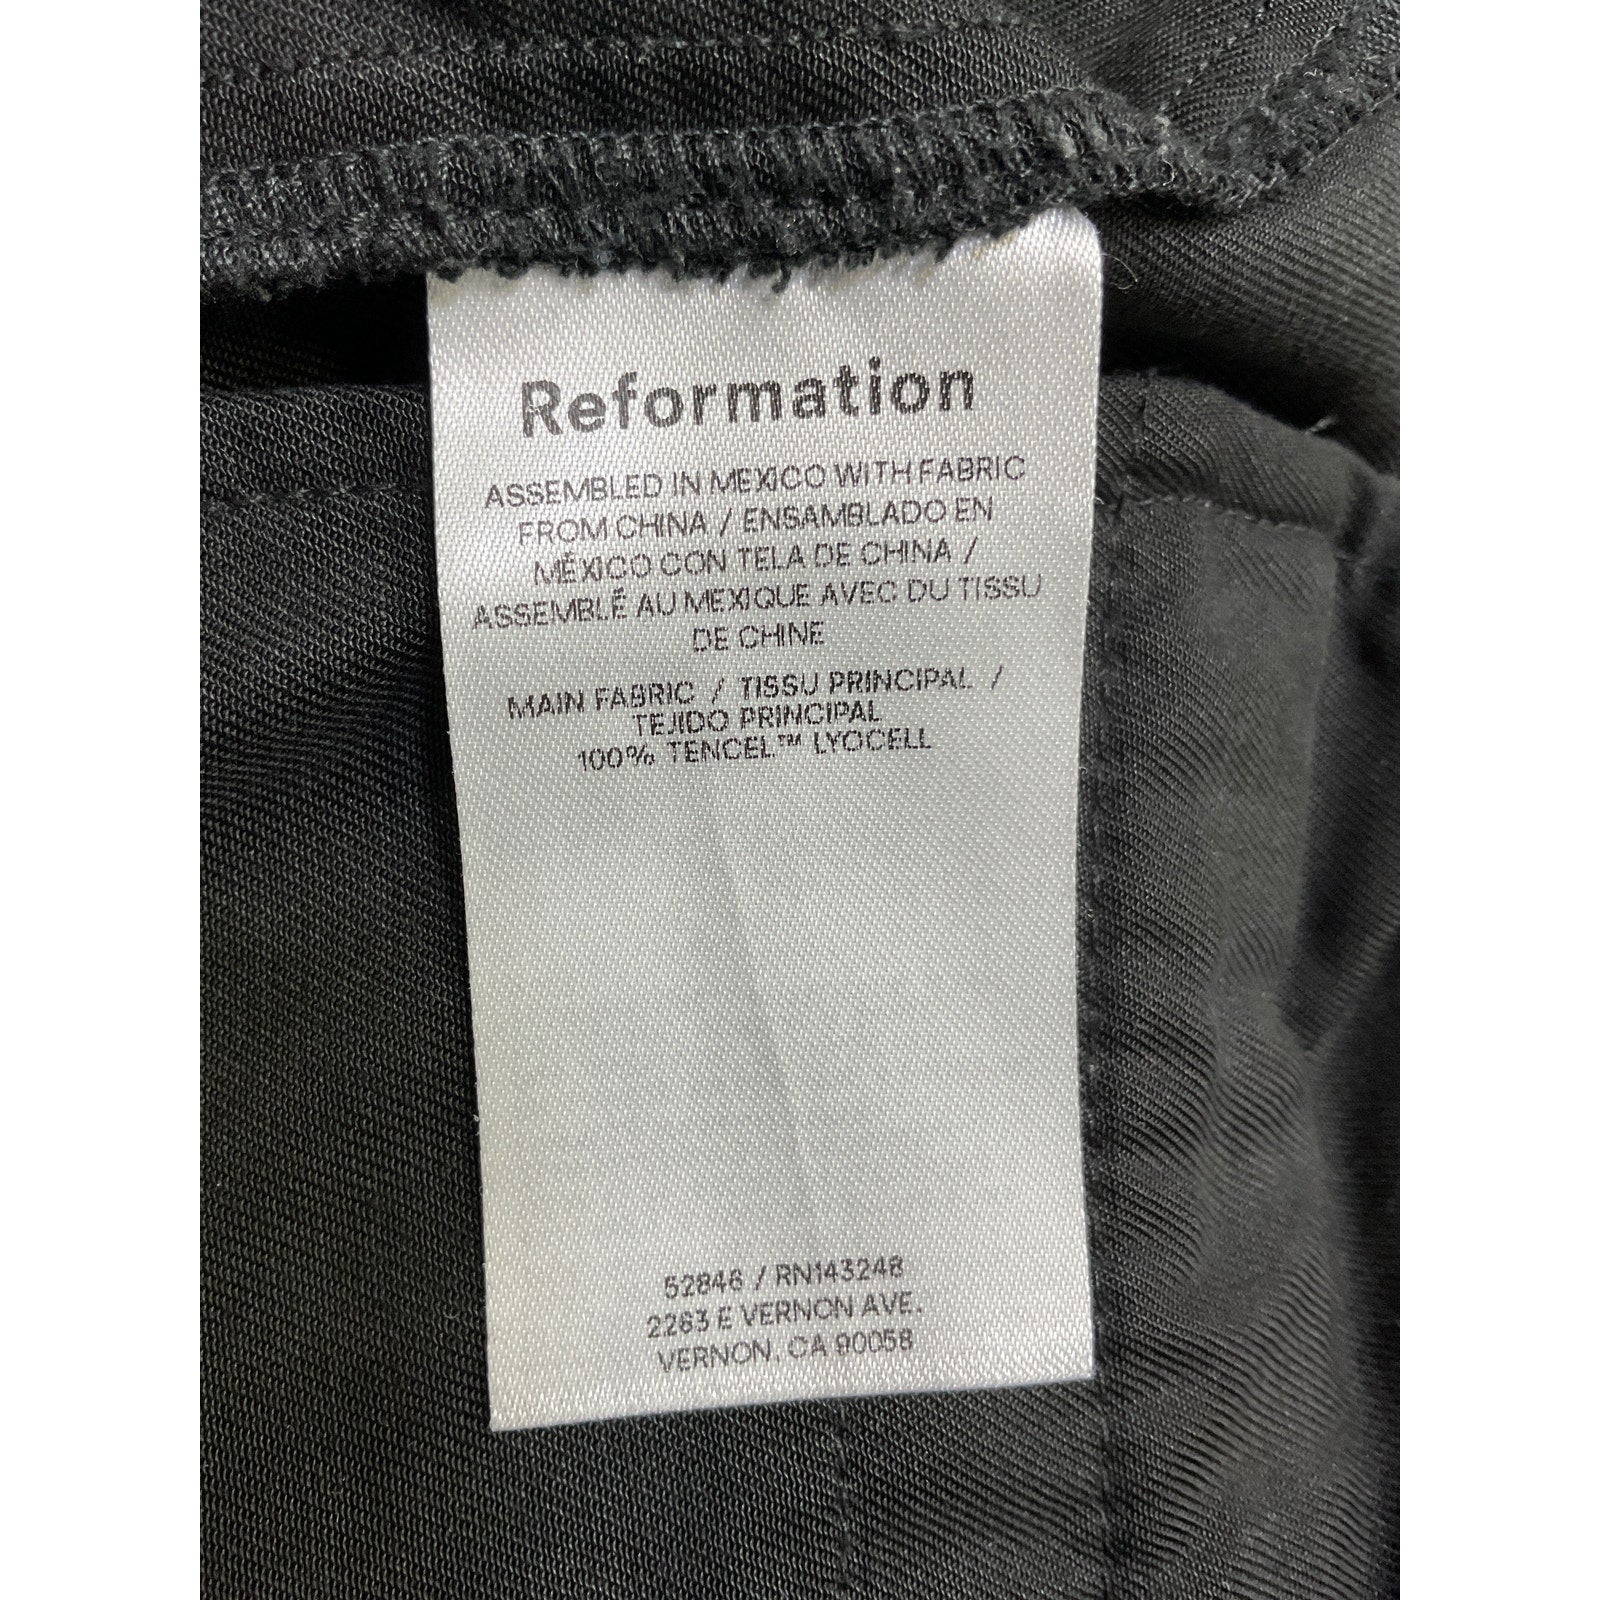 Reformation
ASSEMBLED IN MEXICO WITH FABRIC
FROM CHINA / ENSAMBLADO EN
MÉXICO CON TELA DE CHINA /
ASSEMBLÉ AU MEXIQUE AVEC DU TISSU
DE CHINE
MAIN FABRIC / TISSU PRINCIPAL /
TEJIDO PRINCIPAL
100% TENCEL™ LYOCELL
52846 / RN143248
2263 E VERNON AVE.
VERNON, CA 90058